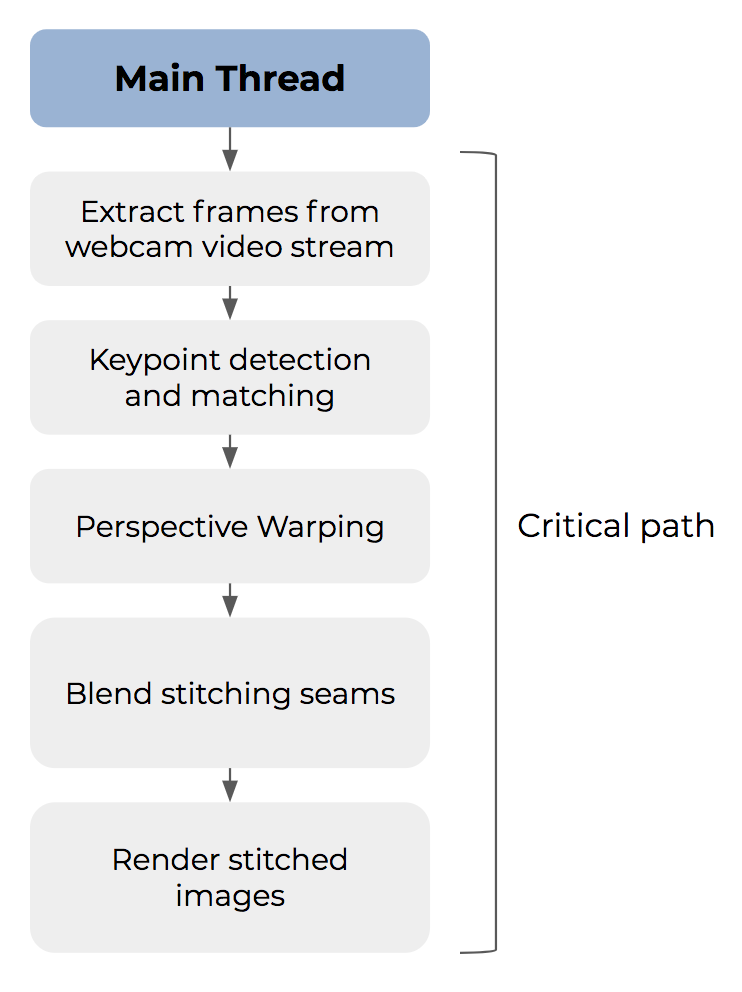 Main Thread
Extract frames from
webcam video stream
Keypoint detection
and matching
Perspective Warping
Critical path
Blend stitching seams
Render stitched
images